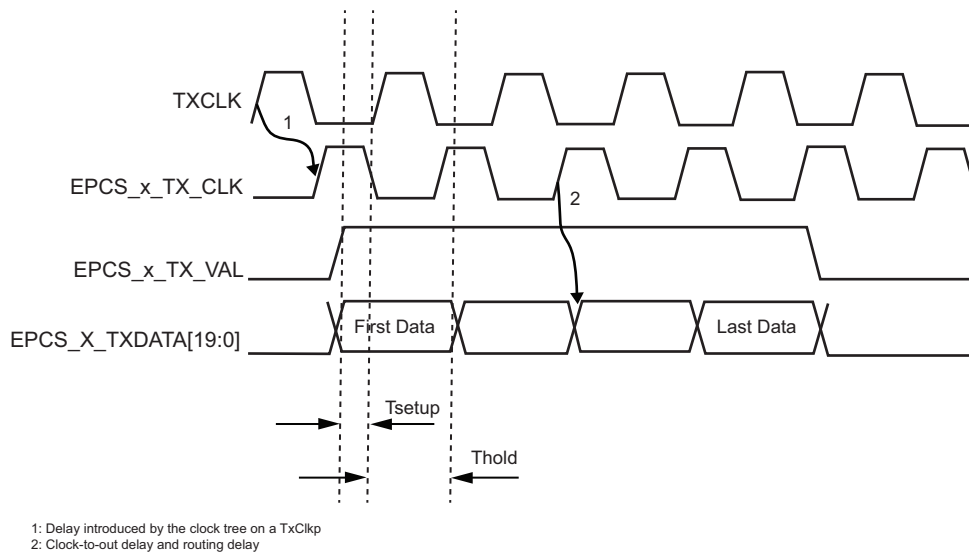 TXCLK
1
EPCS_x_TX_CLK
2
EPCS_x_TX_VAL
EPCS_X_TXDATA[19:0]
First Data
Last Data
Tsetup
Thold
1: Delay introduced by the clock tree on a TxClkp
2: Clock-to-out delay and routing delay